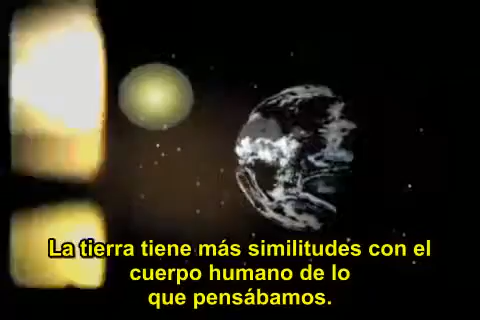 La tierra tiene más similitudes con el
cuerpo humano de lo
que pensábamos.